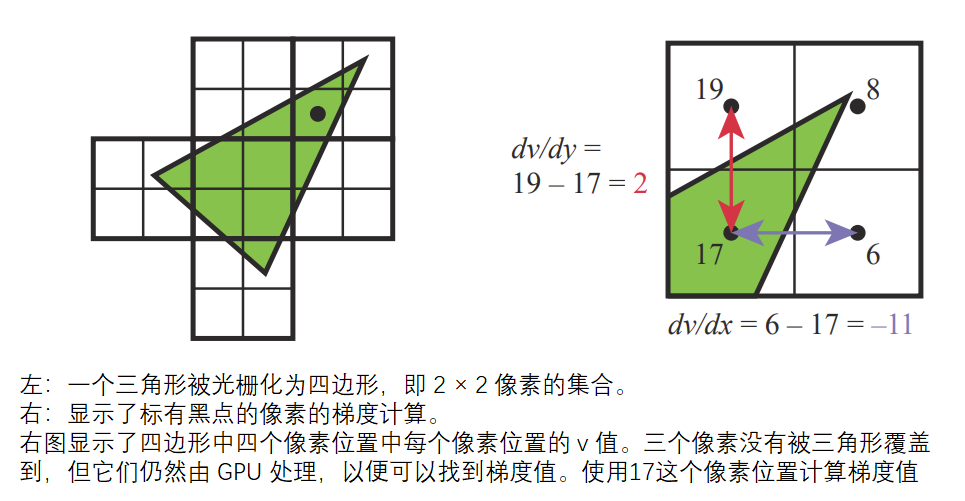 19
8
dv/dy =
19 – 17 = 2
17
6
dv/dx = 6 – 17 = –11
左：一个三角形被光栅化为四边形，即 2 × 2 像素的集合。
右：显示了标有黑点的像素的梯度计算。
右图显示了四边形中四个像素位置中每个像素位置的 v 值。三个像素没有被三角形覆盖
到，但它们仍然由 GPU 处理，以便可以找到梯度值。使用17这个像素位置计算梯度值